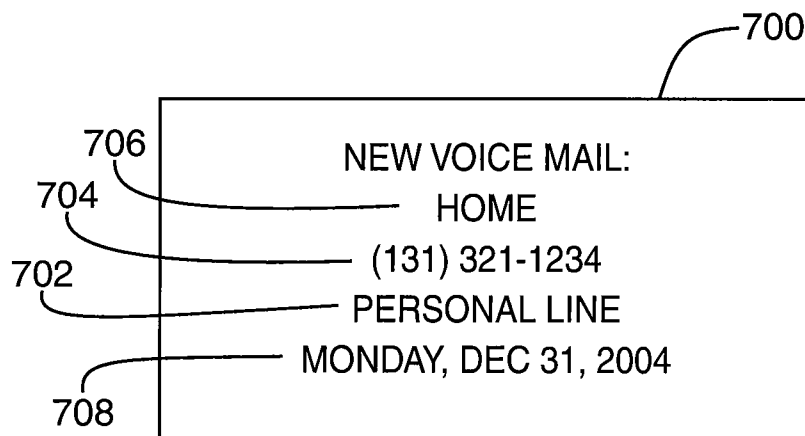 700
706
NEW VOICE MAIL:
HOME
704
(131) 321-1234
702
PERSONAL LINE
MONDAY, DEC 31, 2004
708